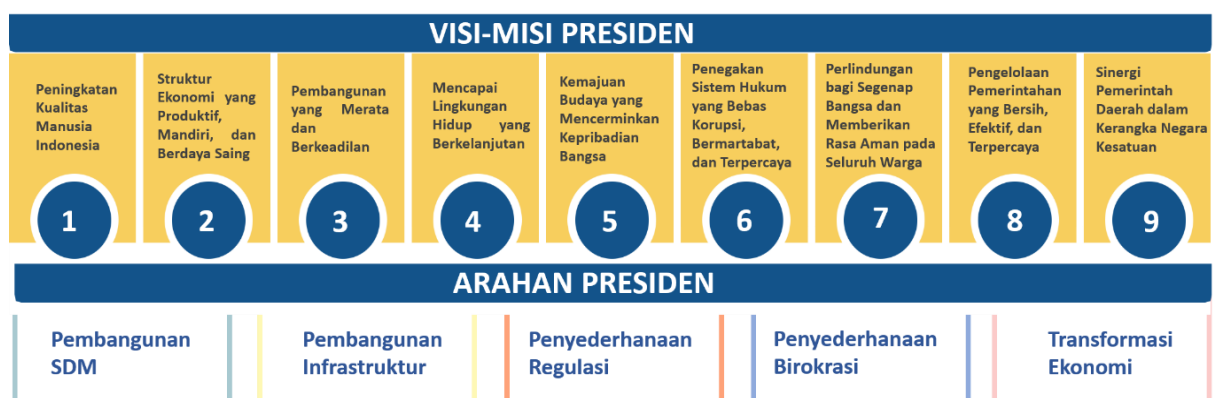 VISI-MISI PRESIDEN
Peningkatan
Kualitas
Manusia
Indonesia
1
Struktur
Ekonomi yang
Produktif,
Mandiri, dan
Berdaya Saing
2
Pembangunan
yang Merata
dan
Berkeadilan
3
Mencapai
Lingkungan
Hidup yang
Berkelanjutan
4
Kemajuan
Budaya yang
Mencerminkan
Kepribadian
Bangsa
5
Penegakan
Sistem Hukum
yang Bebas
Korupsi,
Bermartabat,
dan Terpercaya
6
Perlindungan
bagi Segenap
Bangsa dan
Memberikan
Rasa Aman pada
Seluruh Warga
7
Pengelolaan
Pemerintahan
yang Bersih,
Efektif, dan
Terpercaya
8
Sinergi
Pemerintah
Daerah dalam
Kerangka Negara
Kesatuan
9
ARAHAN PRESIDEN
Pembangunan
SDM
Pembangunan
Infrastruktur
Penyederhanaan
Regulasi
Penyederhanaan
Birokrasi
Transformasi
Ekonomi